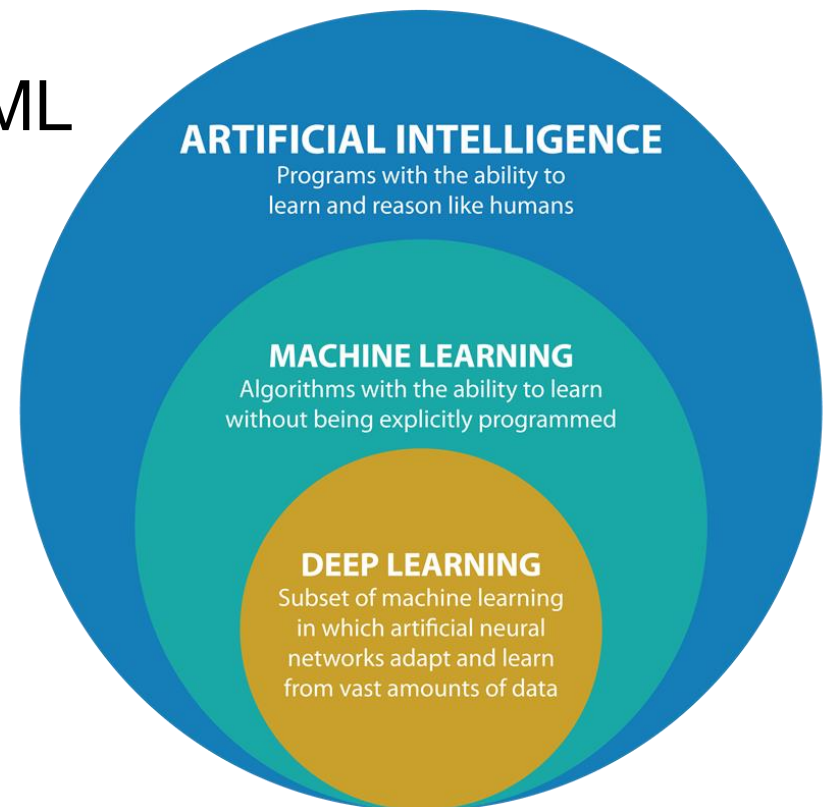 ML
ARTIFICIAL INTELLIGENCE
Programs with the ability to
learn and reason like humans
MACHINE LEARNING
Algorithms with the ability to learn
without being explicitly programmed
DEEP LEARNING
Subset of machine learning
in which artificial neural
networks adapt and learn
from vast amounts of data